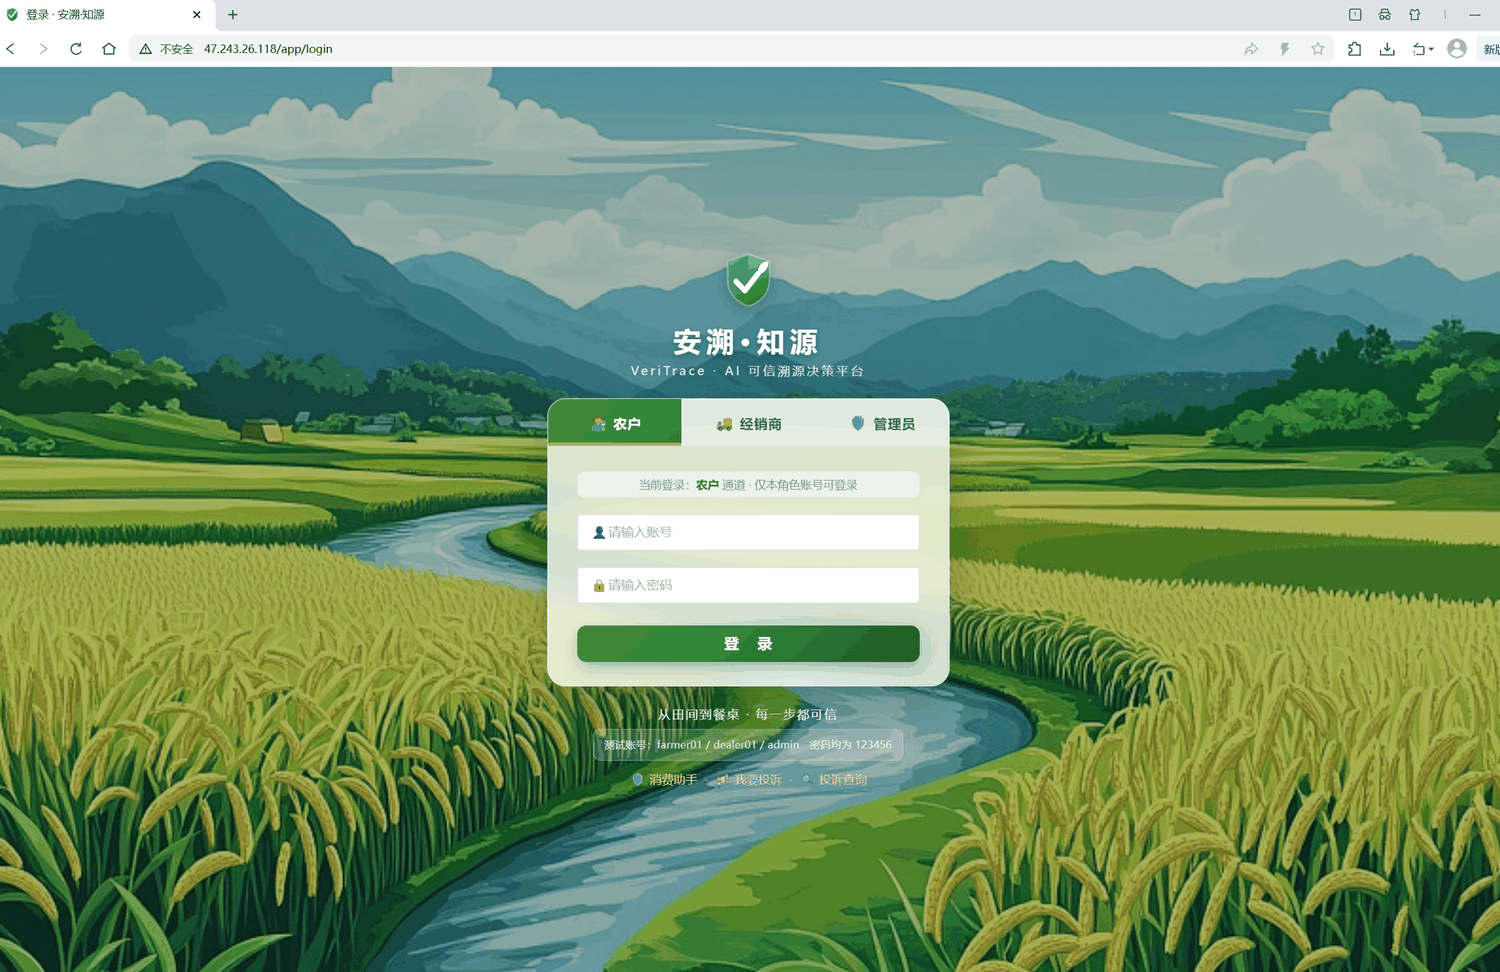 登录 · 安溯·知源
不安全 47.243.26.118/app/login
新版
安溯·知源
VeriTrace · AI 可信溯源决策平台
农户 经销商 管理员
当前登录：农户 通道 · 仅本角色账号可登录
请输入账号
请输入密码
登 录
从田间到餐桌 · 每一步都可信
测试账号：farmer01 / dealer01 / admin 密码均为 123456
消费助手 · 我要投诉 · 投诉查询